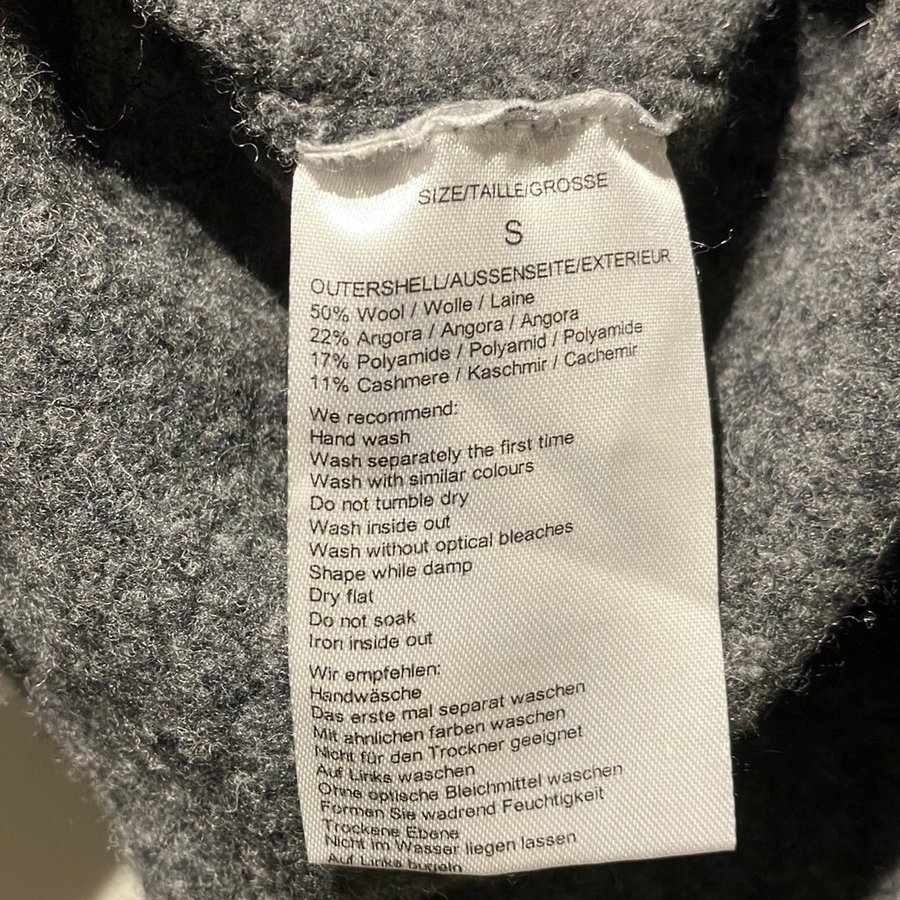 SIZE/TAILLE/GROSSE
S
OUTERSHELL/AUSSENSEITE/EXTERIEUR
50% Wool / Wolle / Laine
22% Angora / Angora / Angora
17% Polyamide / Polyamid / Polyamide
11% Cashmere / Kaschmir / Cachemir
We recommend:
Hand wash
Wash separately the first time
Wash with similar colours
Do not tumble dry
Wash inside out
Wash without optical bleaches
Shape while damp
Dry flat
Do not soak
Iron inside out
Wir empfehlen:
Handwäsche
Das erste mal separat waschen
Mit ahnlichen farben waschen
Nicht für den Trockner geeignet
Auf Links waschen
Ohne optische Bleichmittel waschen
Formen Sie wadrend Feuchtigkeit
Trockene Ebene
Nicht im Wasser liegen lassen
Auf Links